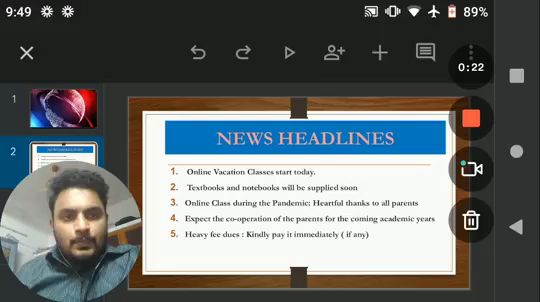 9:49
89%
0:22
1
2
NEWS HEADLINES
1. Online Vacation Classes start today.
2. Textbooks and notebooks will be supplied soon
3. Online Class during the Pandemic: Heartful thanks to all parents
4. Expect the co-operation of the parents for the coming academic years
5. Heavy fee dues : Kindly pay it immediately ( if any)